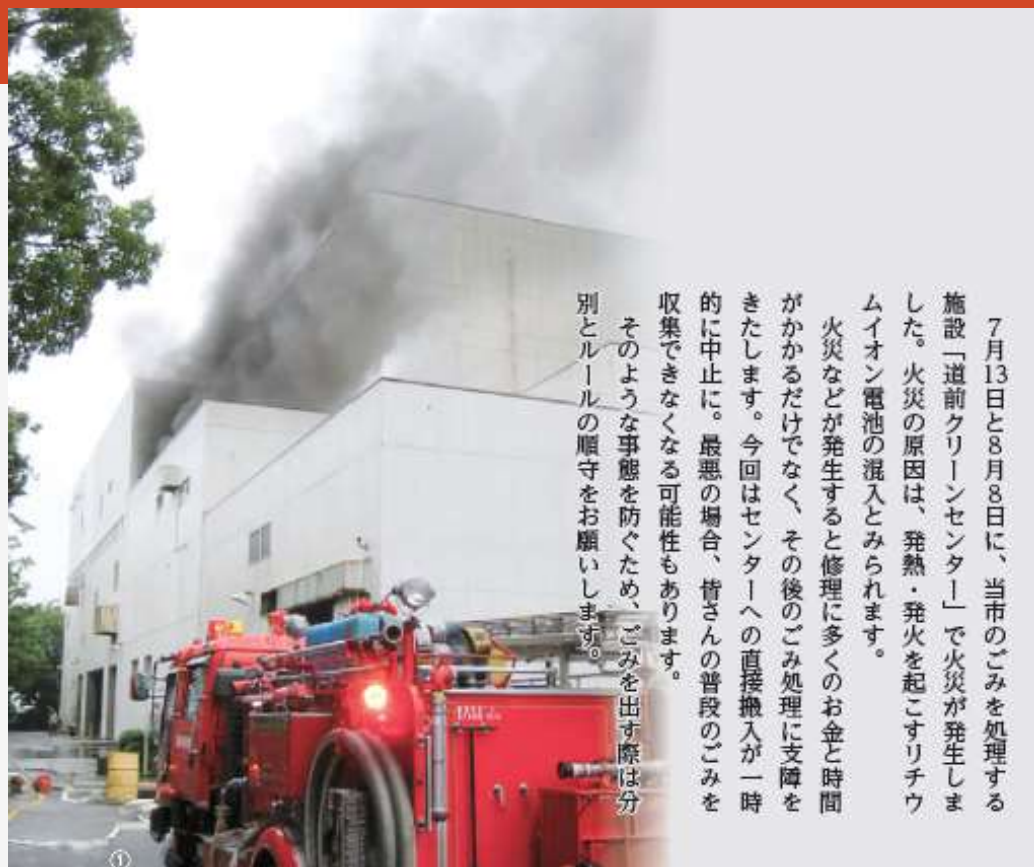 7月13日と8月8日に、当市のごみを処理する
施設「道前クリーンセンター」で火災が発生しま
した。火災の原因は、発熱・発火を起こすリチウ
ムイオン電池の混入とみられます。
火災などが発生すると修理に多くのお金と時間
がかかるだけでなく、その後のごみ処理に支障を
きたします。今回はセンターへの直接搬入が一時
的に中止に。最悪の場合、皆さんの普段のごみを
収集できなくなる可能性もあります。
そのような事態を防ぐため、ごみを出す際は分
別とルールの順守をお願いします。
①